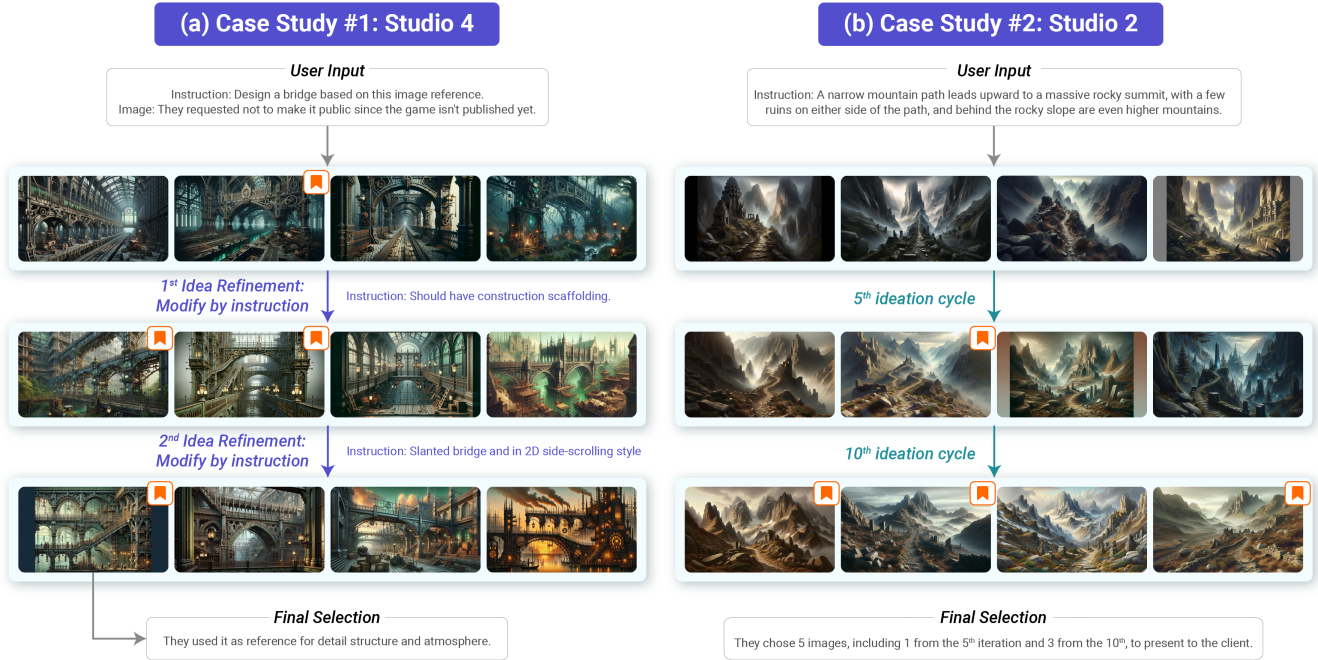 (a) Case Study #1: Studio 4
User Input
Instruction: Design a bridge based on this image reference.
Image: They requested not to make it public since the game isn't published yet.
1st Idea Refinement:
Modify by instruction
Instruction: Should have construction scaffolding.
2nd Idea Refinement:
Modify by instruction
Instruction: Slanted bridge and in 2D side-scrolling style
Final Selection
They used it as reference for detail structure and atmosphere.
(b) Case Study #2: Studio 2
User Input
Instruction: A narrow mountain path leads upward to a massive rocky summit, with a few
ruins on either side of the path, and behind the rocky slope are even higher mountains.
5th ideation cycle
10th ideation cycle
Final Selection
They chose 5 images, including 1 from the 5th iteration and 3 from the 10th, to present to the client.